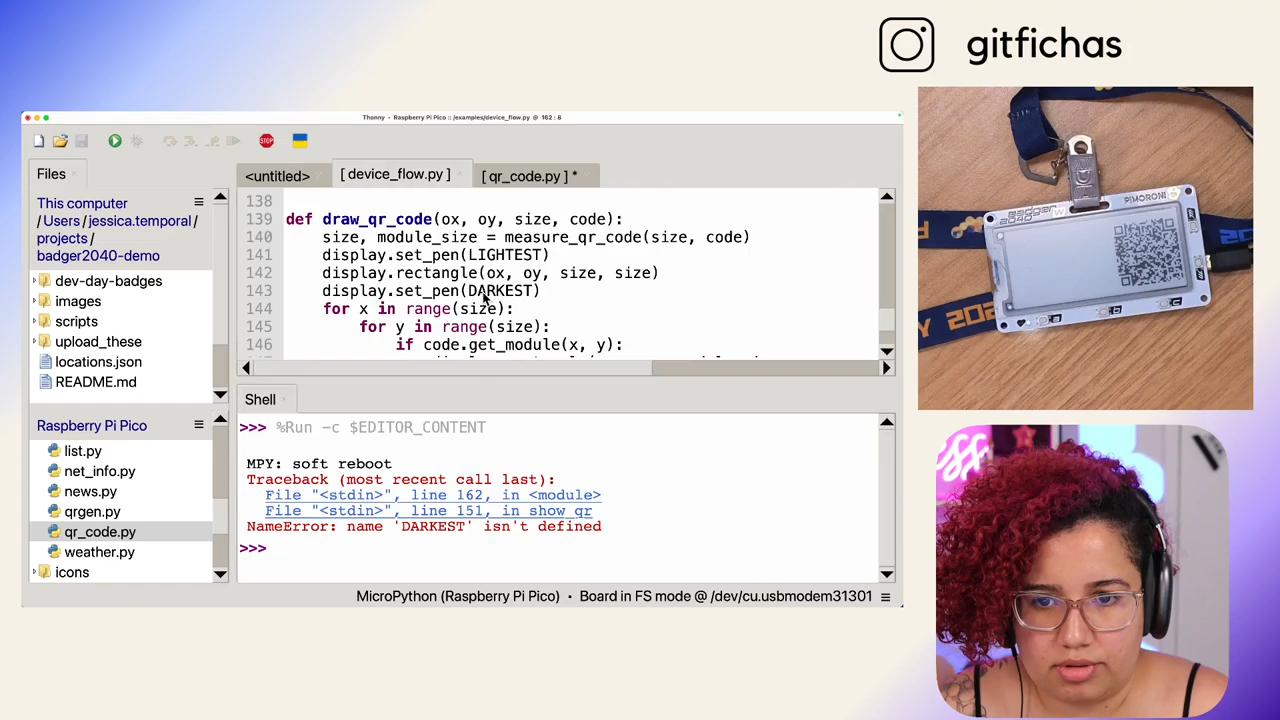 gitfichas
Thonny - Raspberry Pi Pico :: /examples/device_flow.py @ 162 : 8
STOP
Files
This computer
/ Users / jessica.temporal /
projects /
badger2040-demo
dev-day-badges
images
scripts
upload_these
locations.json
README.md
Raspberry Pi Pico
list.py
net_info.py
news.py
qrgen.py
qr_code.py
weather.py
icons
<untitled>
[ device_flow.py ]
[ qr_code.py ] *
138
139 def draw_qr_code(ox, oy, size, code):
140 size, module_size = measure_qr_code(size, code)
141 display.set_pen(LIGHTEST)
142 display.rectangle(ox, oy, size, size)
143 display.set_pen(DARKEST)
144 for x in range(size):
145 for y in range(size):
146 if code.get_module(x, y):
Shell
>>> %Run -c $EDITOR_CONTENT
MPY: soft reboot
Traceback (most recent call last):
File "<stdin>", line 162, in <module>
File "<stdin>", line 151, in show_qr
NameError: name 'DARKEST' isn't defined
>>>
MicroPython (Raspberry Pi Pico) • Board in FS mode @ /dev/cu.usbmodem31301
PIMORONI
badger
2040 W